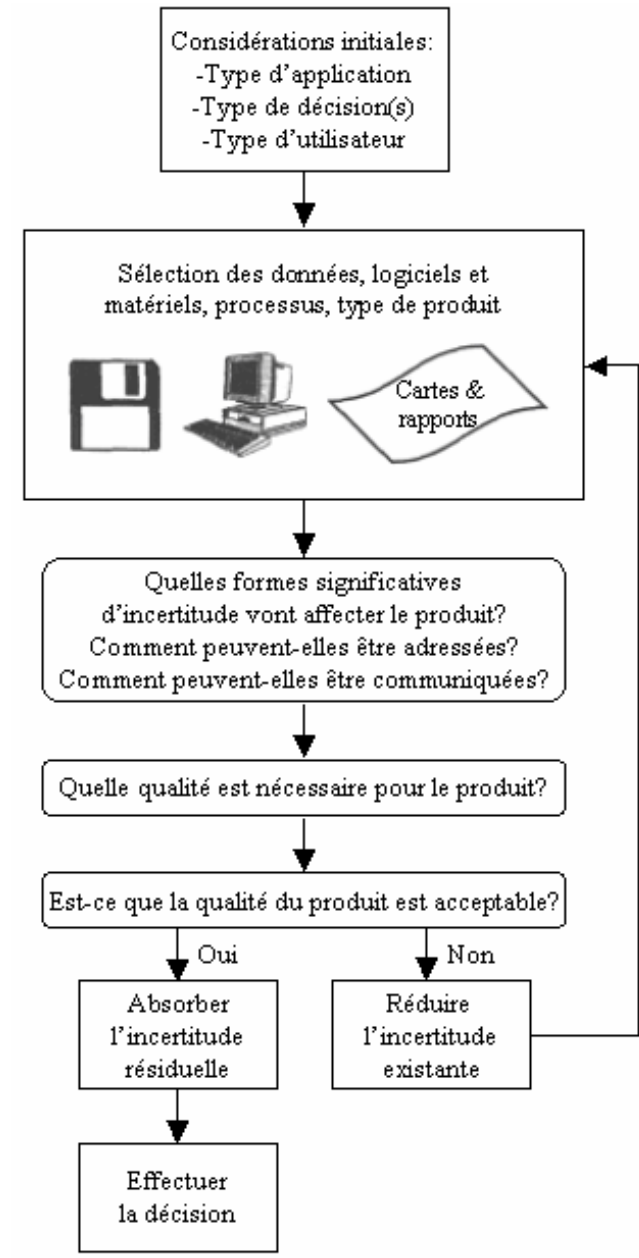 Considérations initiales:
-Type d'application
-Type de décision(s)
-Type d'utilisateur
Sélection des données, logiciels et
matériels, processus, type de produit
Cartes &
rapports
Quelles formes significatives
d'incertitude vont affecter le produit?
Comment peuvent-elles être adressées?
Comment peuvent-elles être communiquées?
Quelle qualité est nécessaire pour le produit?
Est-ce que la qualité du produit est acceptable?
Oui
Non
Absorber
l'incertitude
résiduelle
Réduire
l'incertitude
existante
Effectuer
la décision